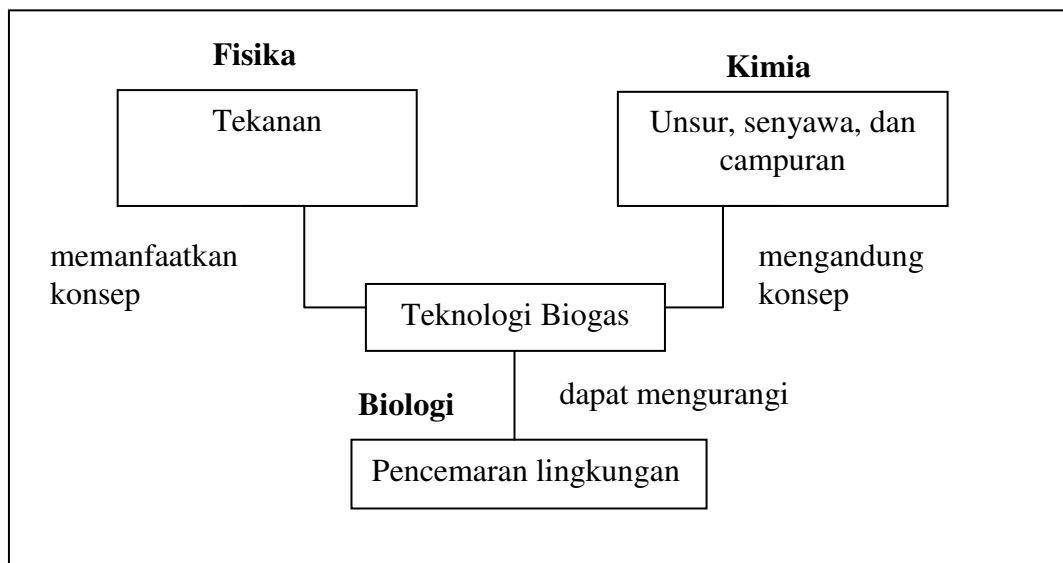 Fisika
Kimia
Tekanan
Unsur, senyawa, dan
campuran
memanfaatkan
konsep
mengandung
konsep
Teknologi Biogas
Biologi
dapat mengurangi
Pencemaran lingkungan